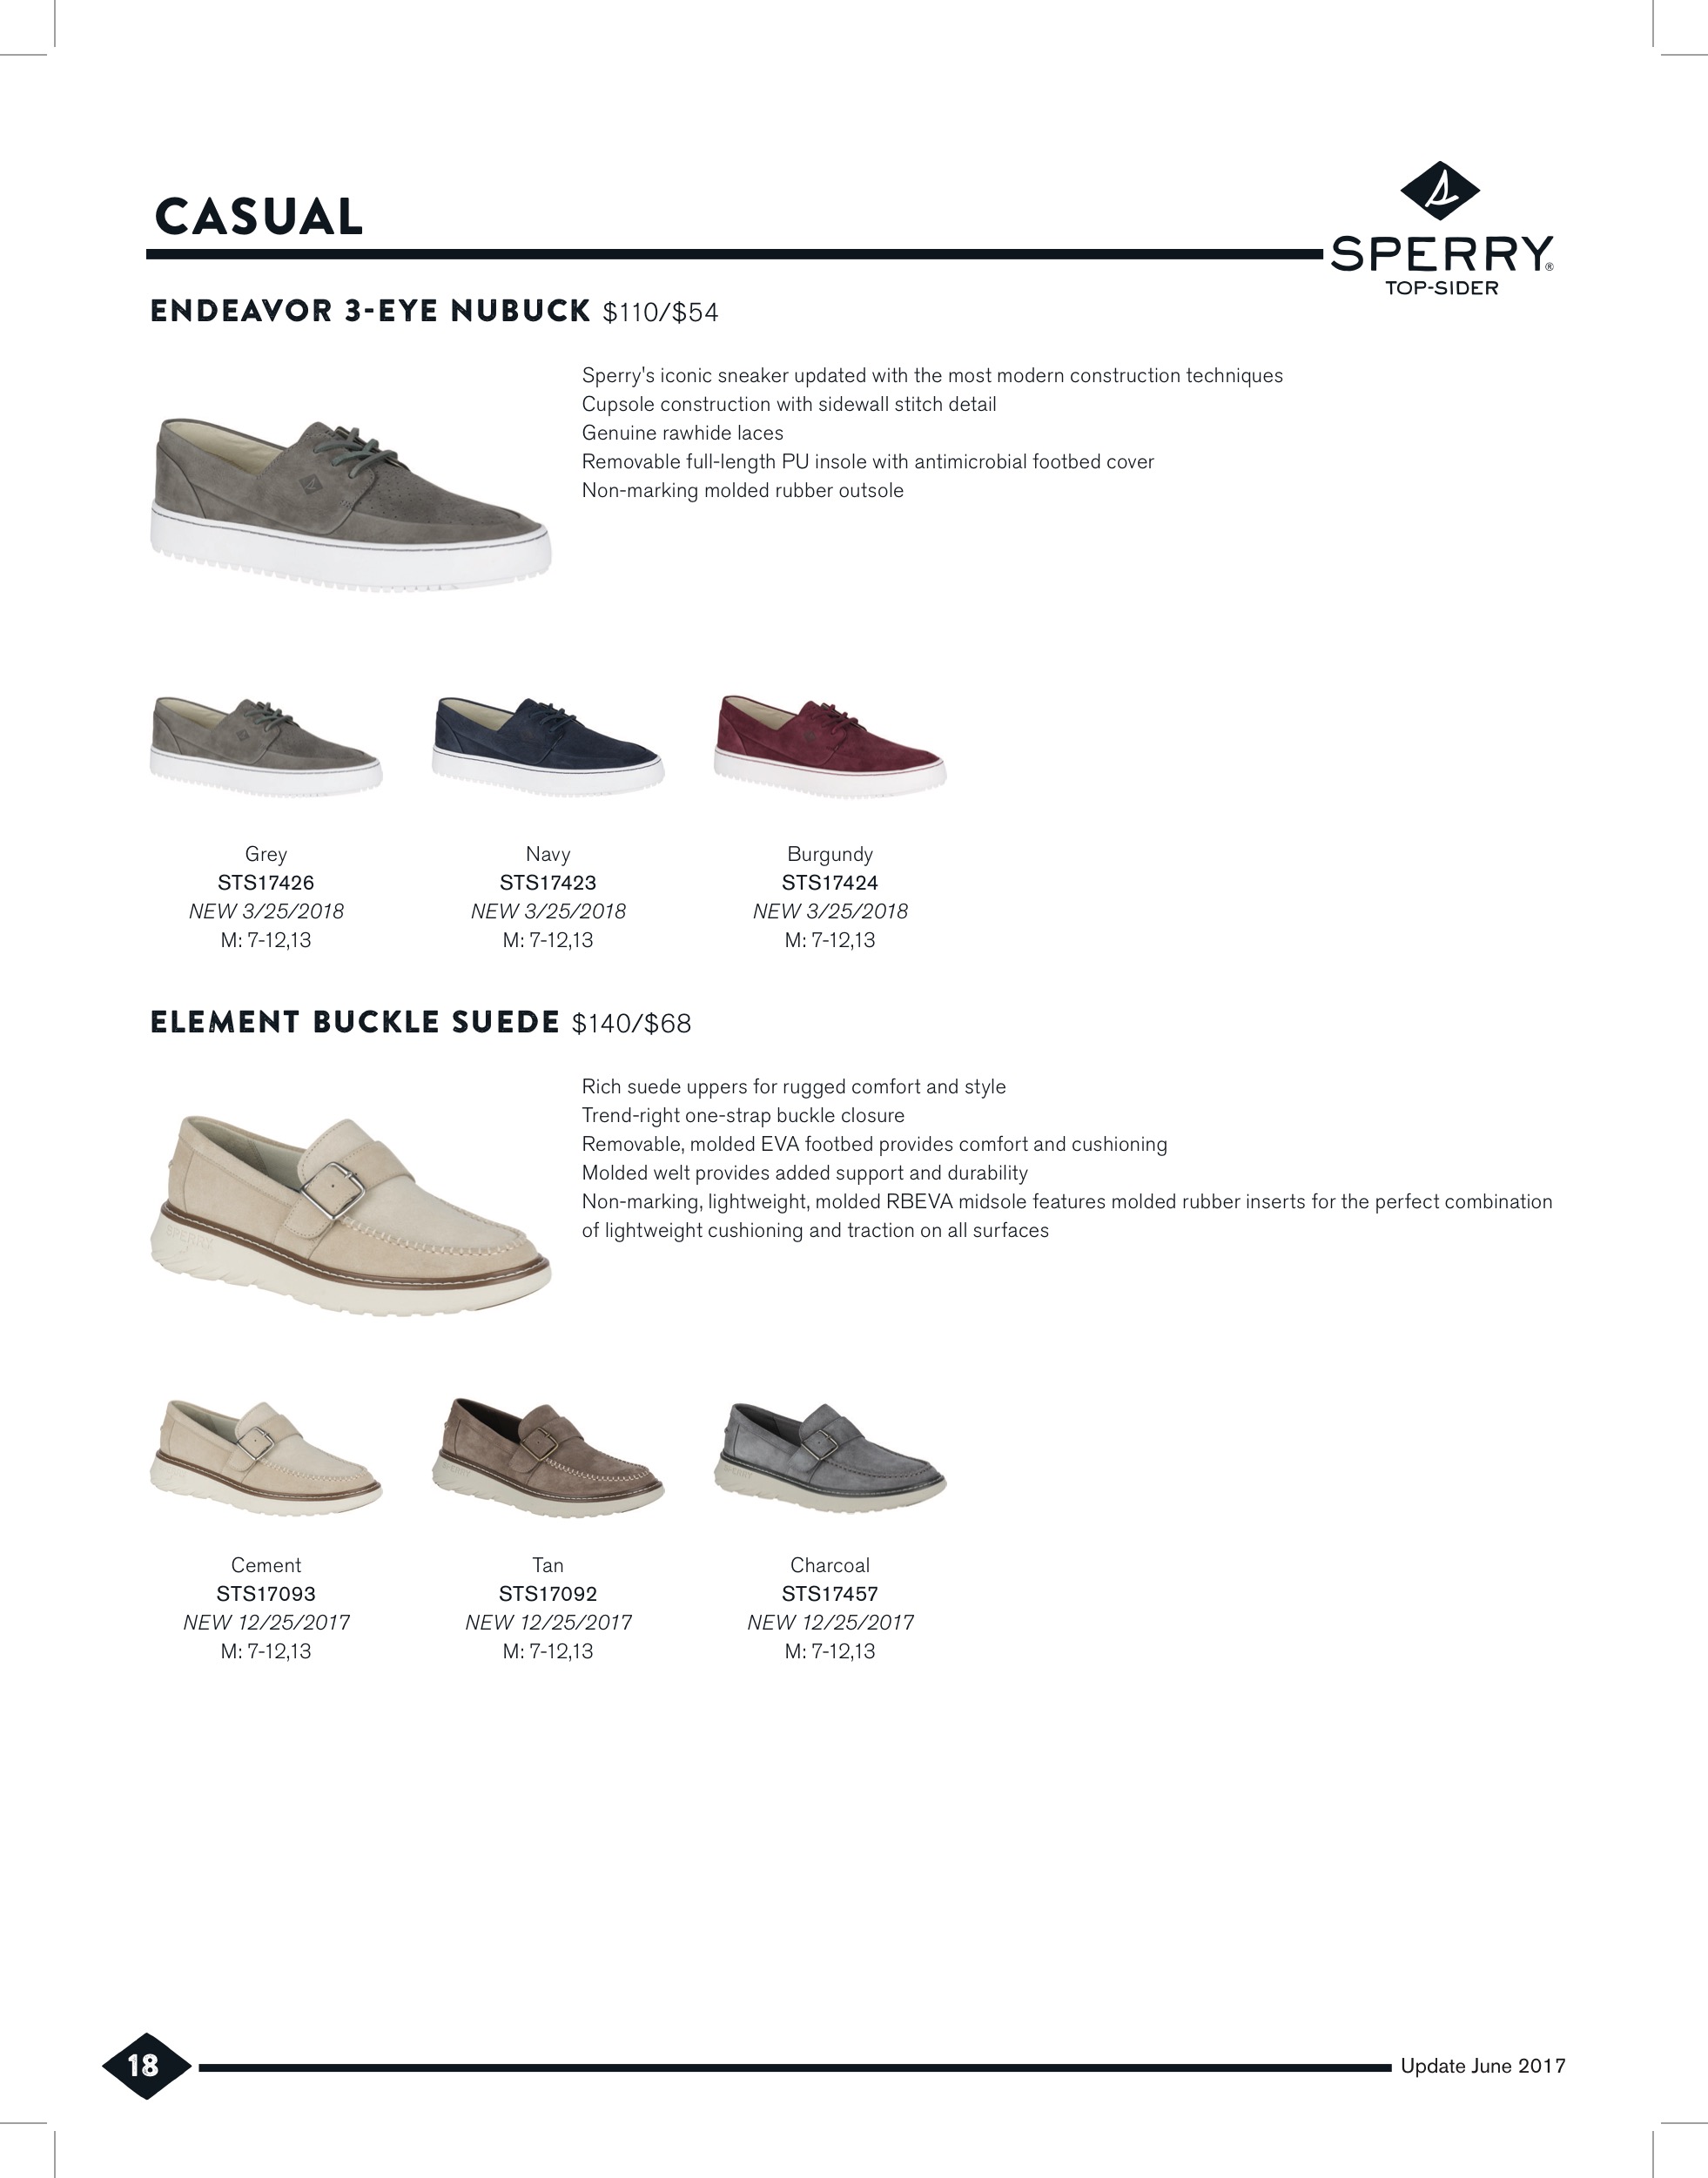 CASUAL
SPERRY®
TOP-SIDER
ENDEAVOR 3-EYE NUBUCK $110/$54
Sperry's iconic sneaker updated with the most modern construction techniques
Cupsole construction with sidewall stitch detail
Genuine rawhide laces
Removable full-length PU insole with antimicrobial footbed cover
Non-marking molded rubber outsole
Grey
STS17426
NEW 3/25/2018
M: 7-12,13
Navy
STS17423
NEW 3/25/2018
M: 7-12,13
Burgundy
STS17424
NEW 3/25/2018
M: 7-12,13
ELEMENT BUCKLE SUEDE $140/$68
Rich suede uppers for rugged comfort and style
Trend-right one-strap buckle closure
Removable, molded EVA footbed provides comfort and cushioning
Molded welt provides added support and durability
Non-marking, lightweight, molded RBEVA midsole features molded rubber inserts for the perfect combination
of lightweight cushioning and traction on all surfaces
SPERRY
Cement
STS17093
NEW 12/25/2017
M: 7-12,13
Tan
STS17092
NEW 12/25/2017
M: 7-12,13
SPERRY
Charcoal
STS17457
NEW 12/25/2017
M: 7-12,13
18
Update June 2017